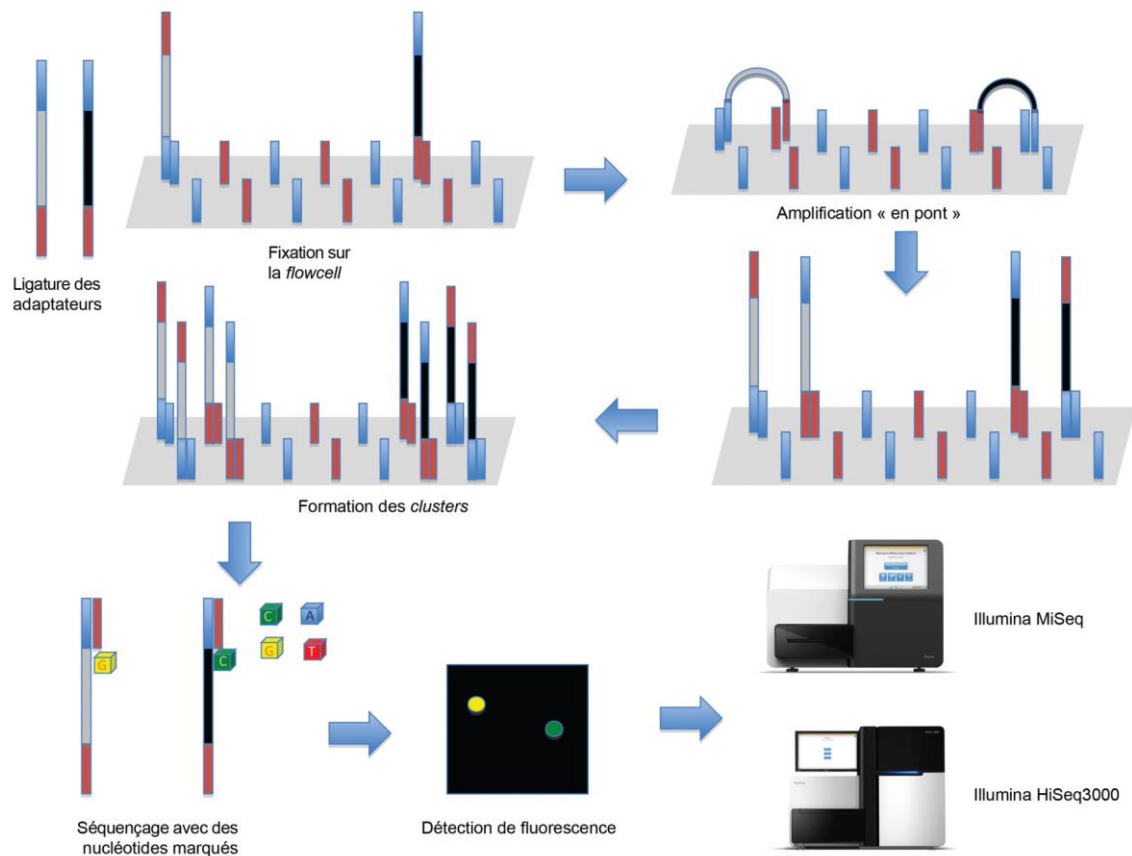 Ligature des
adaptateurs
Fixation sur
la flowcell
Amplification « en pont »
Formation des clusters
C
A
G
T
G
C
Séquençage avec des
nucléotides marqués
Détection de fluorescence
Illumina MiSeq
Illumina HiSeq3000